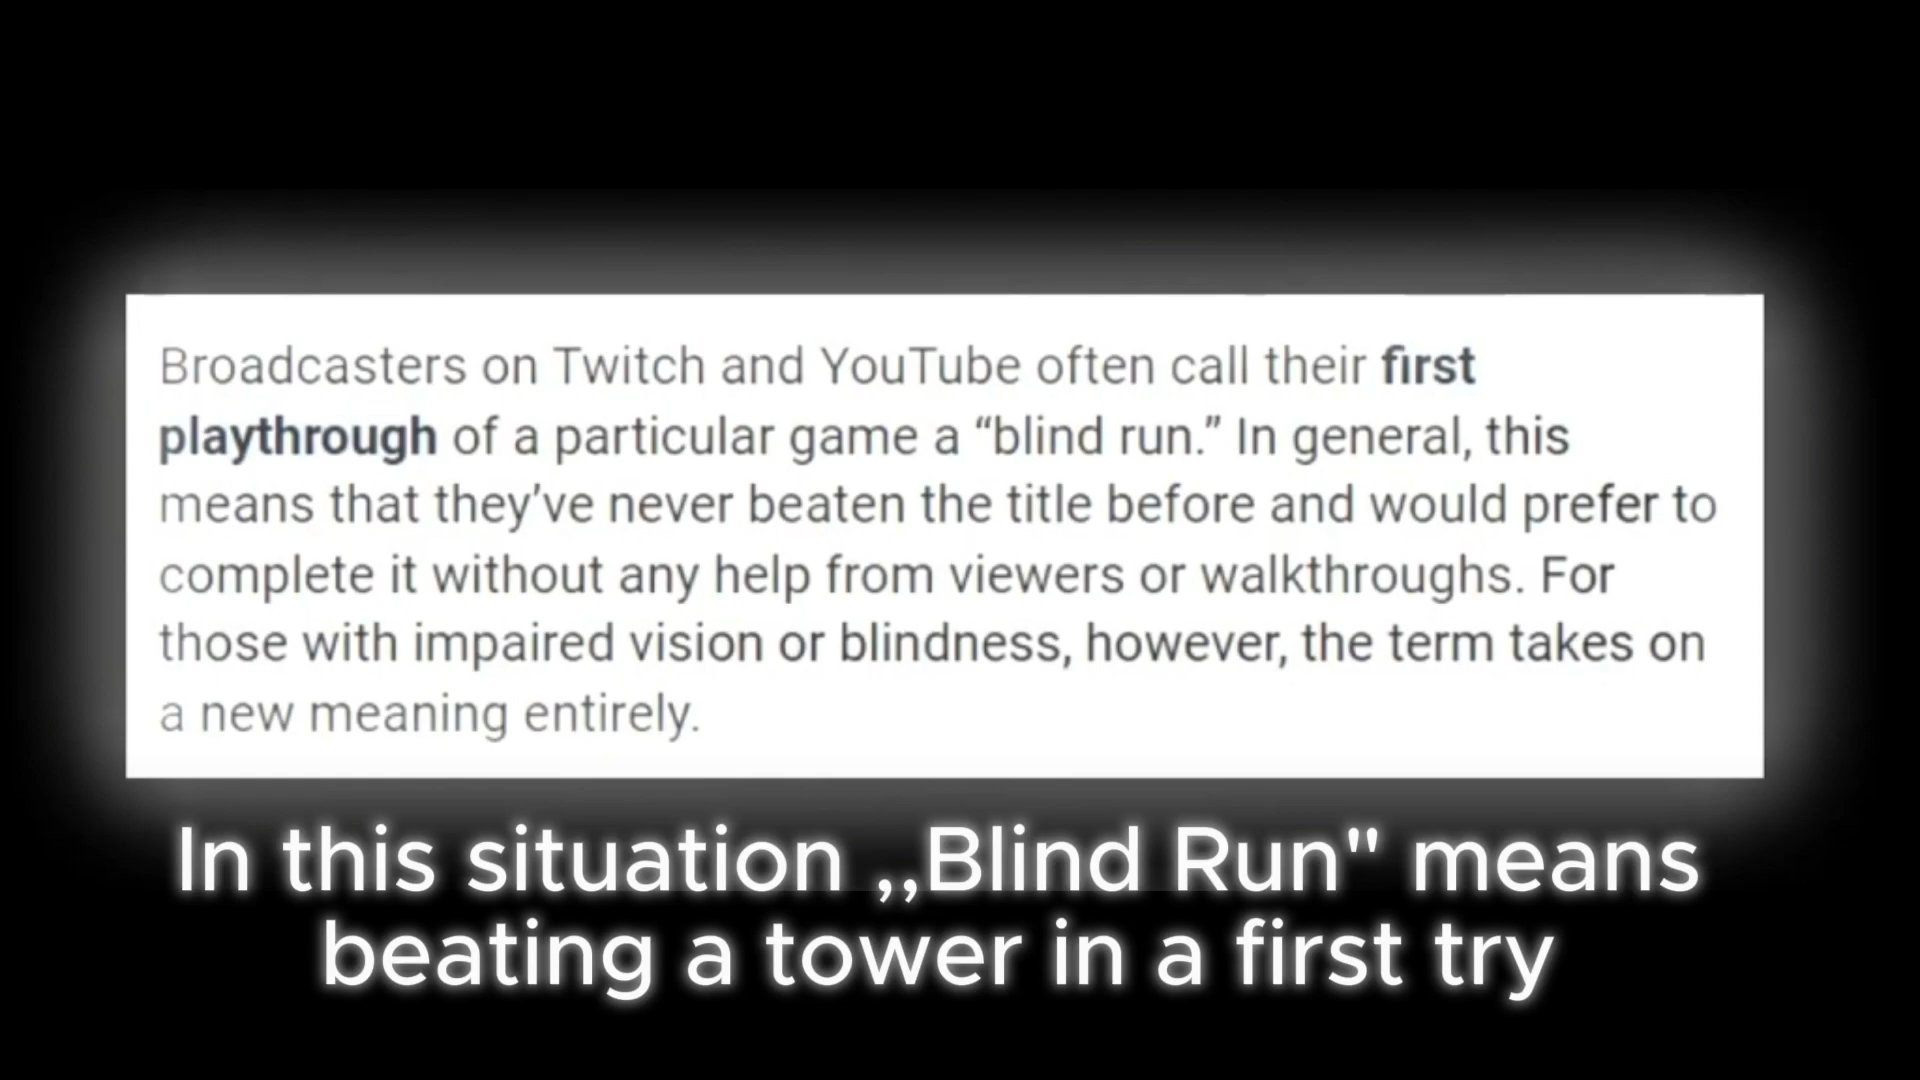 Broadcasters on Twitch and YouTube often call their first
playthrough of a particular game a “blind run.” In general, this
means that they’ve never beaten the title before and would prefer to
complete it without any help from viewers or walkthroughs. For
those with impaired vision or blindness, however, the term takes on
a new meaning entirely.
In this situation ,,Blind Run" means
beating a tower in a first try